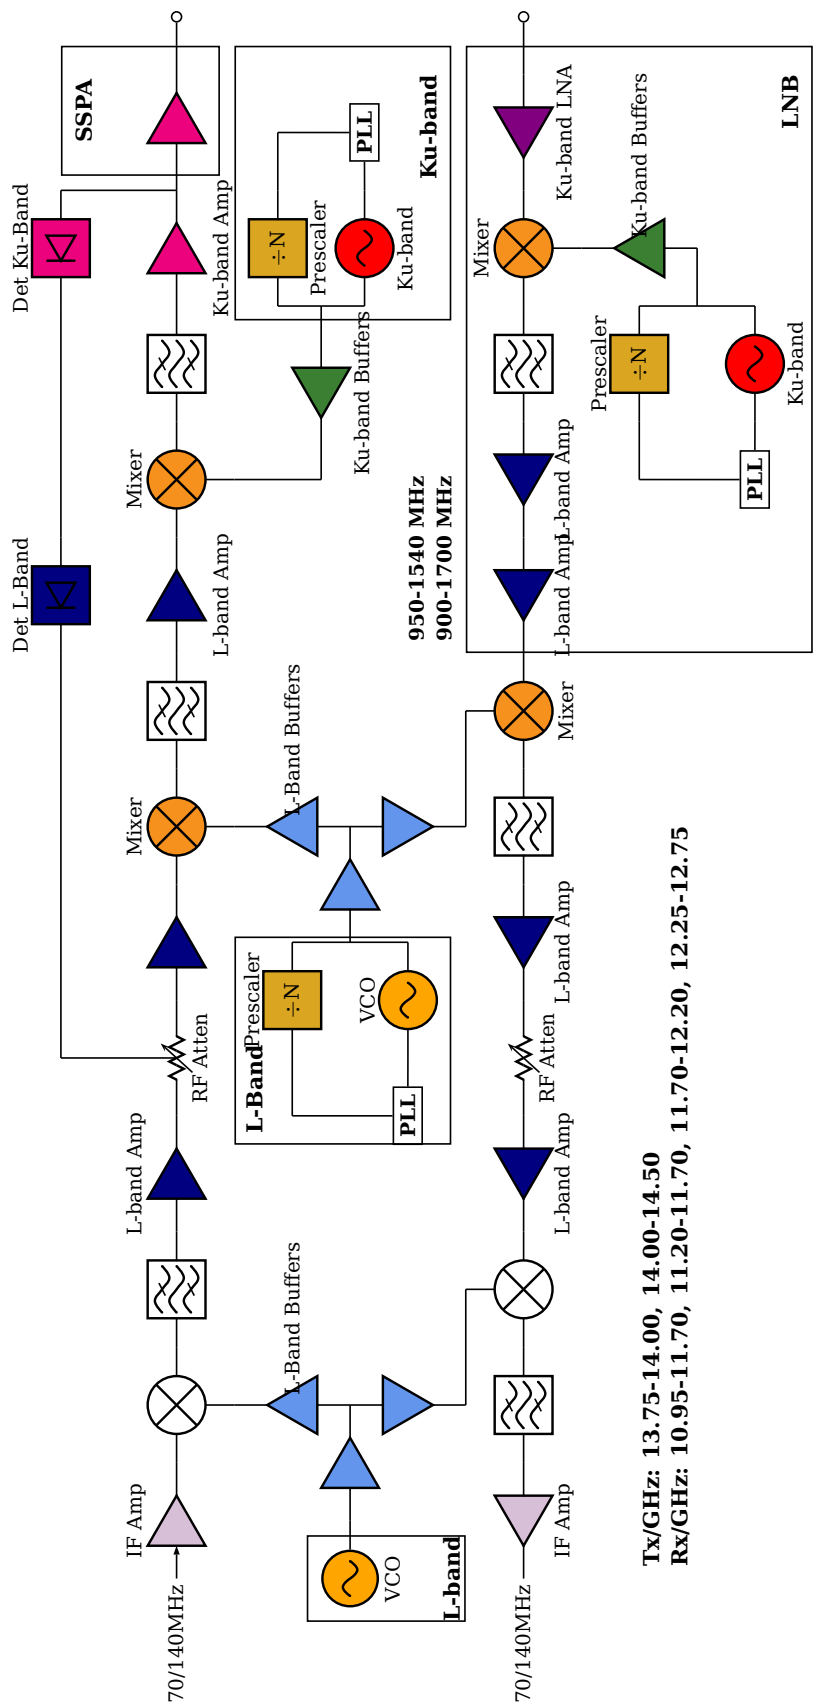 SSPA
Ku-band
LNB
Ku-band LNA
Ku-band Buffers
Det Ku-Band
Ku-band Amp
÷N
Prescaler
PLL
Ku-band
Mixer
Ku-band Buffers
Prescaler
÷N
Ku-band
PLL
Mixer
L-band Amp
950-1540 MHz
900-1700 MHz
Det L-Band
L-band Amp
L-band Amp
L-Band Buffers
Mixer
Mixer
L-band Amp
Prescaler
÷N
VCO
L-Band
PLL
RF Atten
RF Atten
L-band Amp
L-band Amp
L-Band Buffers
Tx/GHz: 13.75-14.00, 14.00-14.50
Rx/GHz: 10.95-11.70, 11.20-11.70, 11.70-12.20, 12.25-12.75
IF Amp
IF Amp
VCO
L-band
70/140MHz
70/140MHz